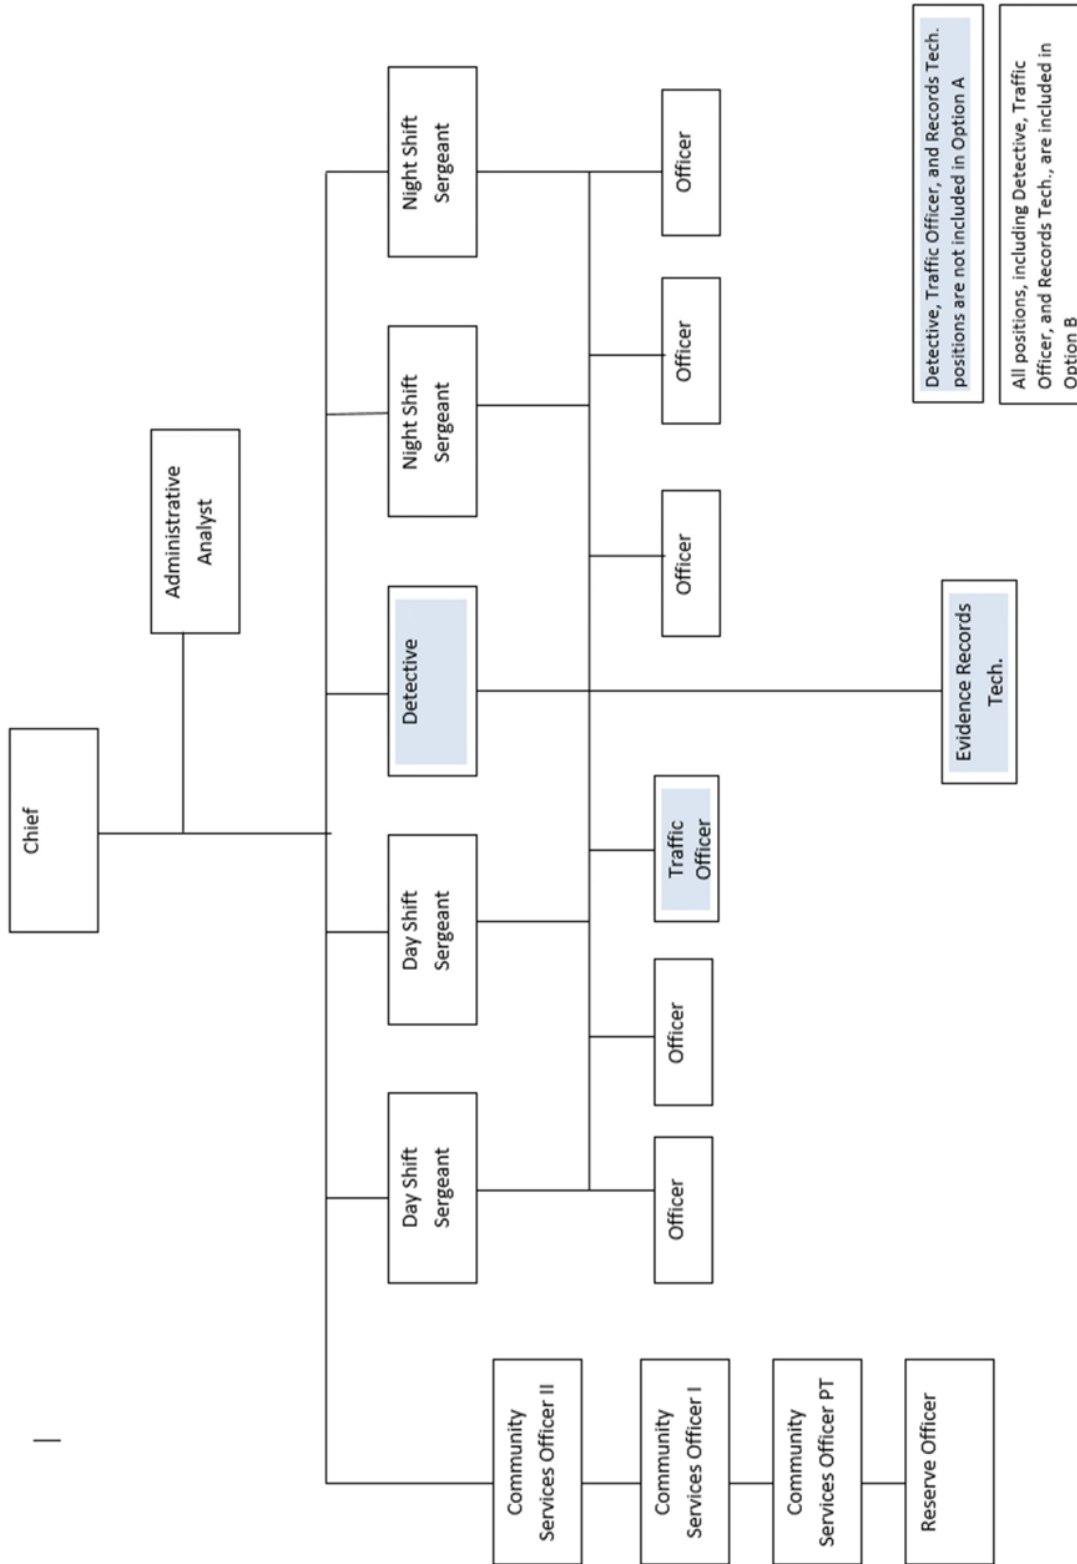 Chief
Administrative
Analyst
Day Shift
Sergeant
Day Shift
Sergeant
Detective
Night Shift
Sergeant
Night Shift
Sergeant
Community
Services Officer II
Community
Services Officer I
Community
Services Officer PT
Reserve Officer
Officer
Officer
Traffic
Officer
Officer
Officer
Officer
Evidence Records
Tech.
Detective, Traffic Officer, and Records Tech.
positions are not included in Option A
All positions, including Detective, Traffic
Officer, and Records Tech., are included in
Option B